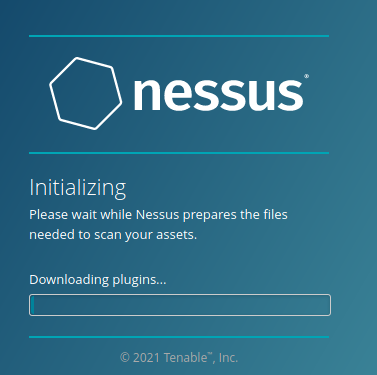 nessus®
Initializing
Please wait while Nessus prepares the files
needed to scan your assets.
Downloading plugins...
© 2021 Tenable™, Inc.